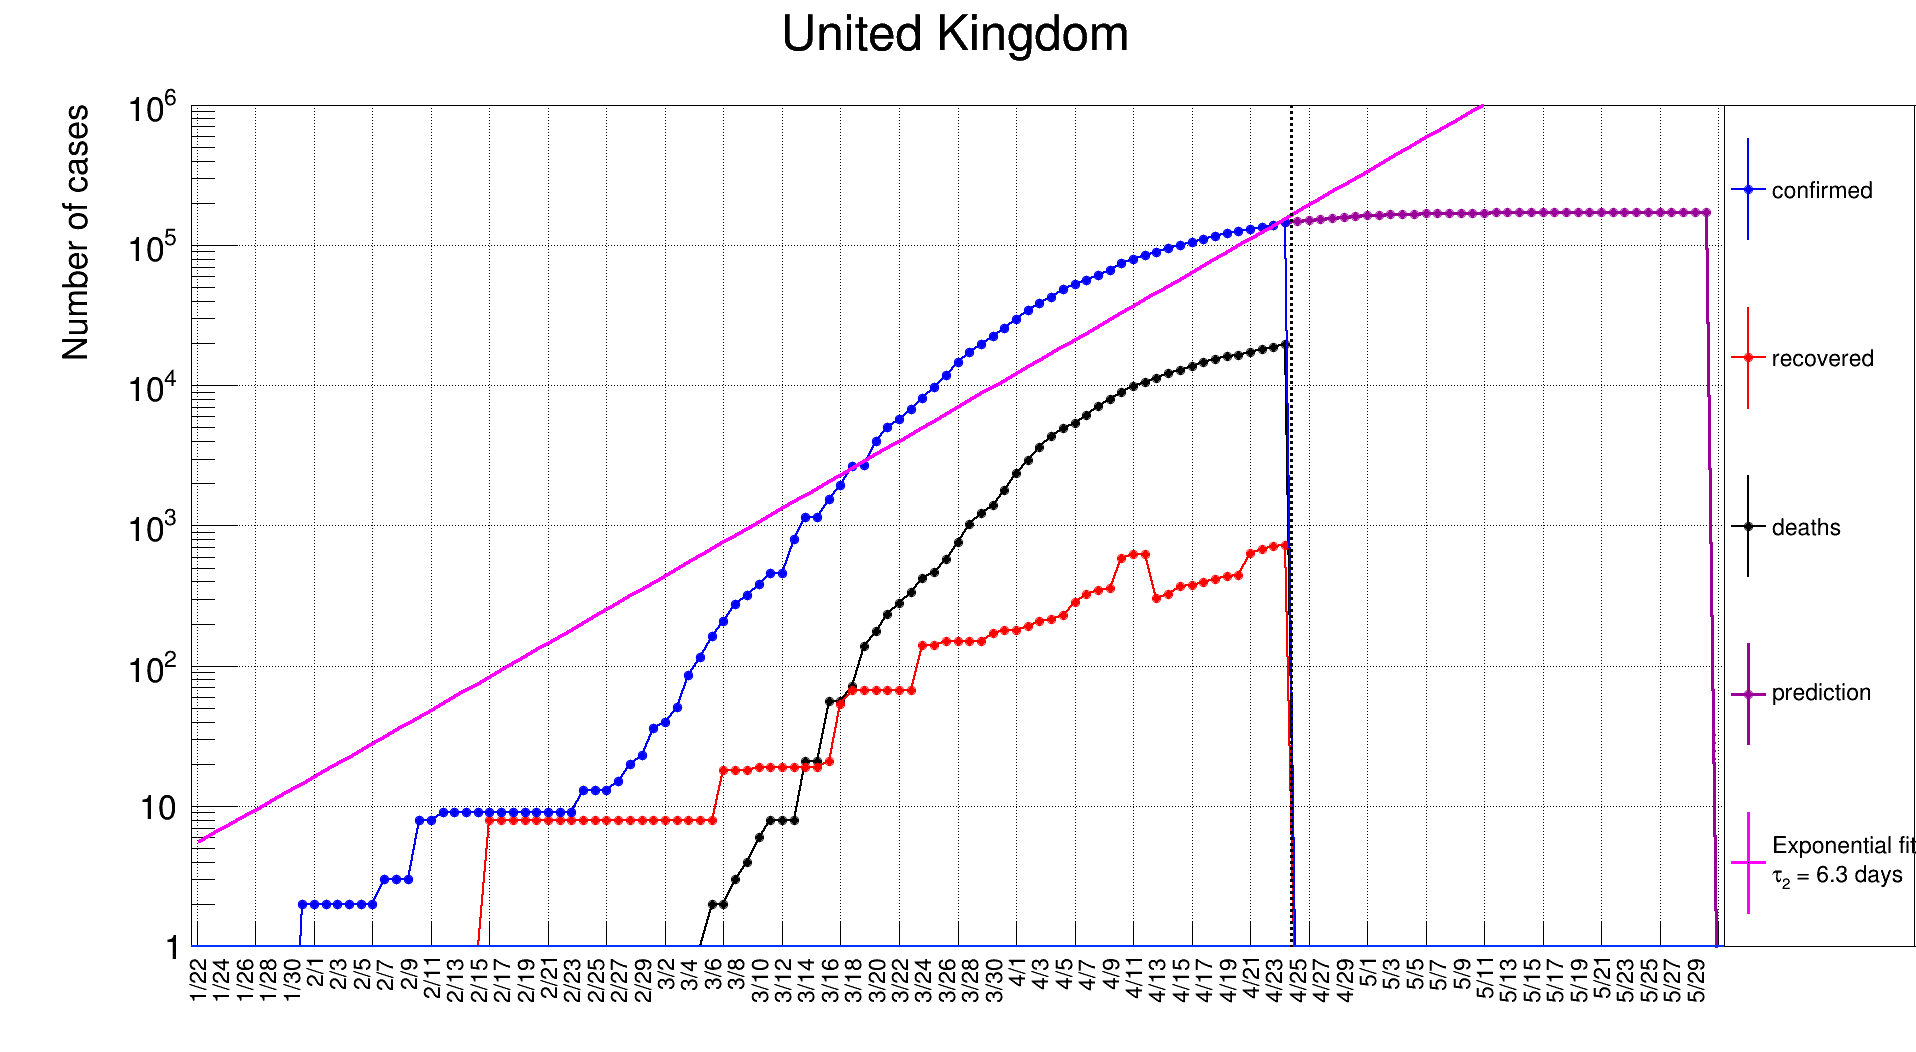 United Kingdom
Number of cases
10^6
10^5
10^4
10^3
10^2
10
1
1/22 1/24 1/26 1/28 1/30 2/1 2/3 2/5 2/7 2/9 2/11 2/13 2/15 2/17 2/19 2/21 2/23 2/25 2/27 2/29 3/2 3/4 3/6 3/8 3/10 3/12 3/14 3/16 3/18 3/20 3/22 3/24 3/26 3/28 3/30 4/1 4/3 4/5 4/7 4/9 4/11 4/13 4/15 4/17 4/19 4/21 4/23 4/25 4/27 4/29 5/1 5/3 5/5 5/7 5/9 5/11 5/13 5/15 5/17 5/19 5/21 5/23 5/25 5/27 5/29
confirmed
recovered
deaths
prediction
Exponential fit
τ_2 = 6.3 days